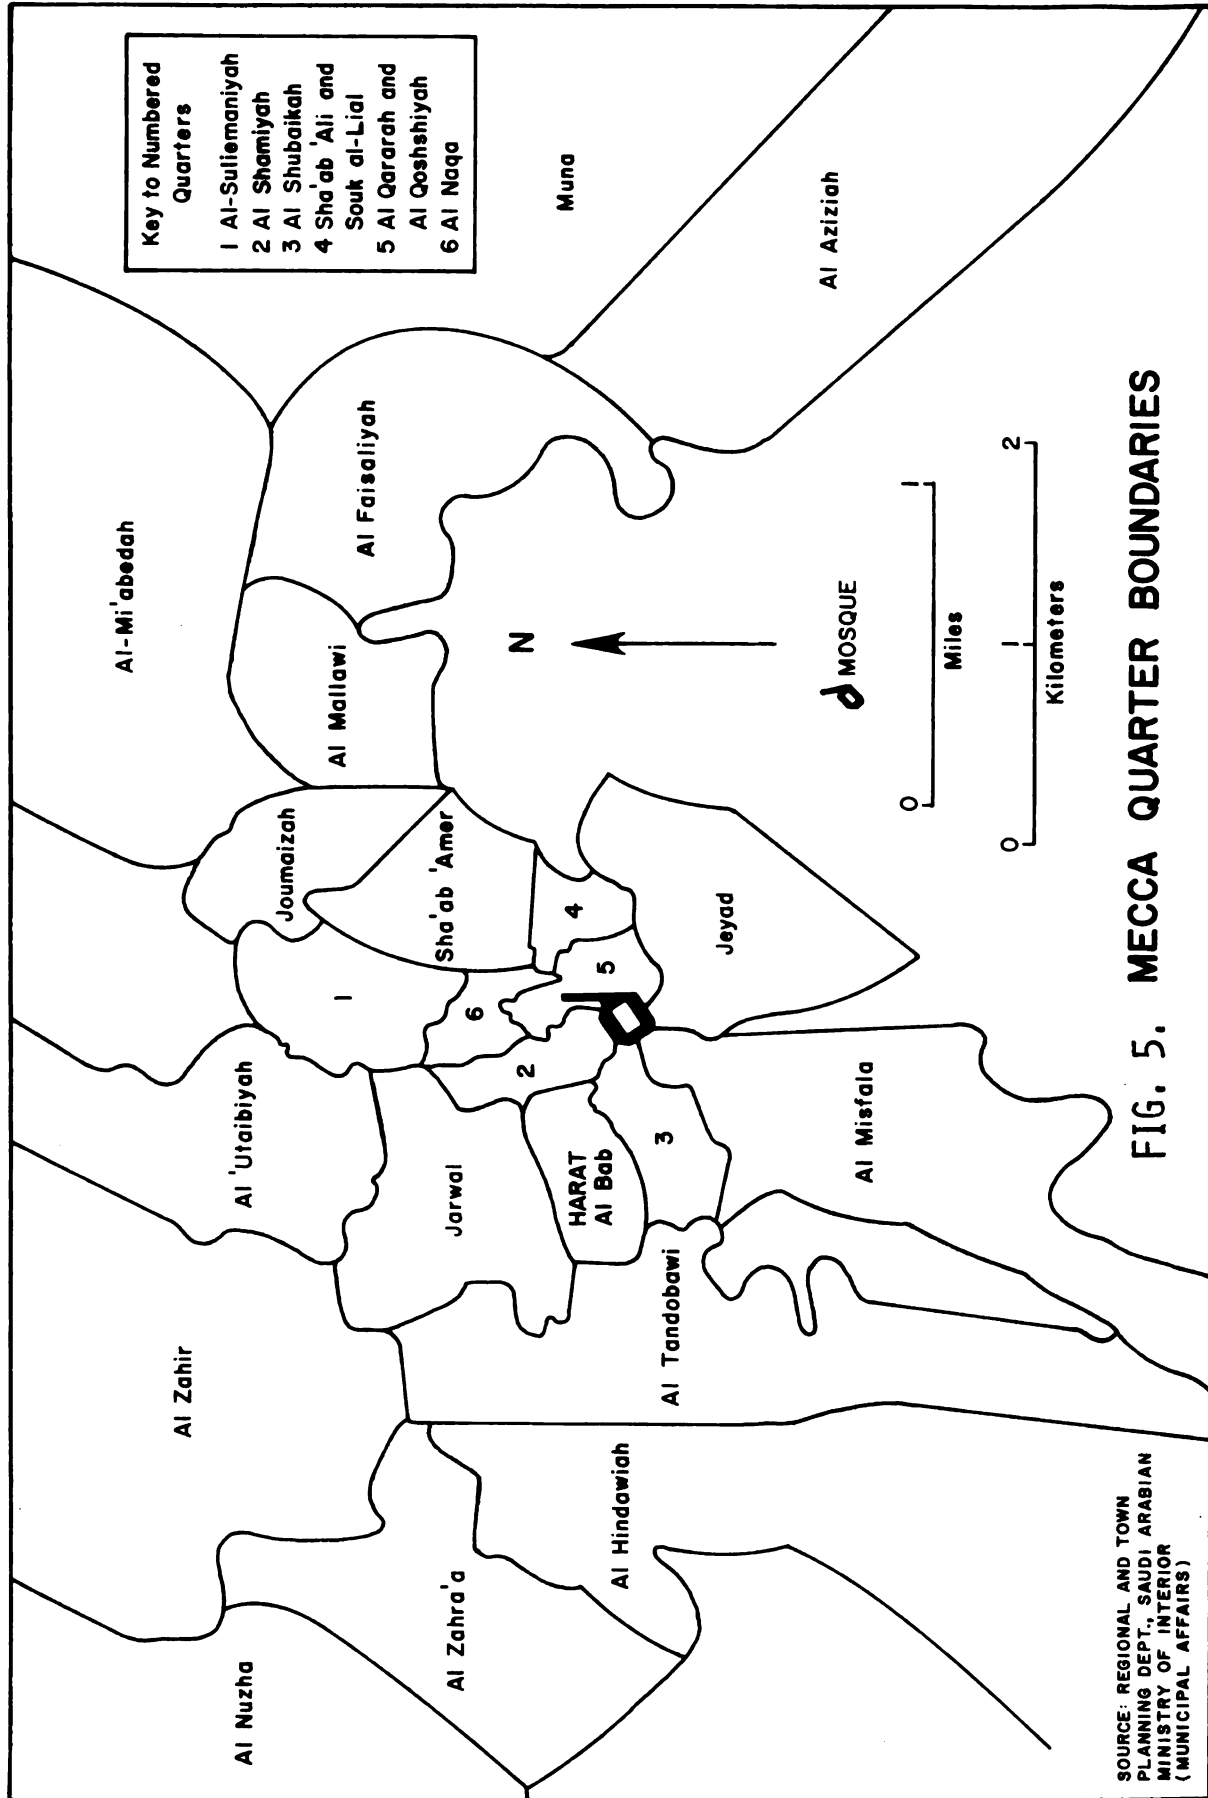 Key to Numbered
Quarters
1 Al-Suliemaniyah
2 Al Shamiyah
3 Al Shubaikah
4 Sha'ab 'Ali and
Souk al-Lial
5 Al Qararah and
Al Qoshshiyah
6 Al Naqa
Al Nuzha
Al Zahir
Al 'Utaibiyah
Joumaizah
Al-Mi'abedah
Al Mallawi
Al Faisaliyah
Muna
Al Aziziah
1
Sha'ab 'Amer
6
2
5
4
3
Jarwal
HARAT
Al Bab
Al Zahra'a
Al Hindawiah
Al Tandobawi
Al Misfala
Jeyad
N
MOSQUE
0 1
Miles
0 1 2
Kilometers
FIG. 5. MECCA QUARTER BOUNDARIES
SOURCE: REGIONAL AND TOWN
PLANNING DEPT., SAUDI ARABIAN
MINISTRY OF INTERIOR
(MUNICIPAL AFFAIRS)